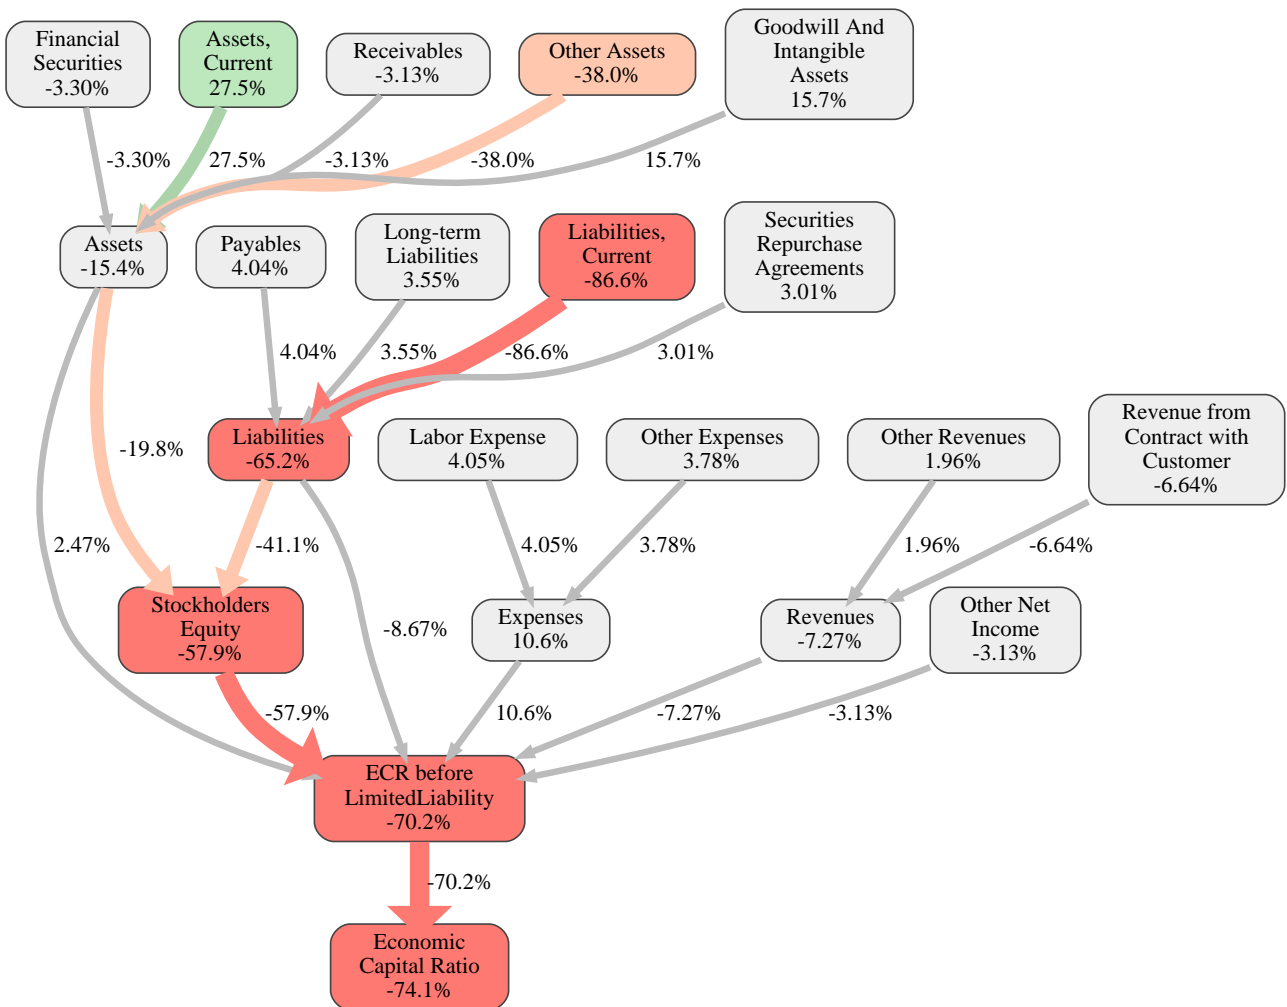 Financial
Securities
-3.30%
Assets,
Current
27.5%
Receivables
-3.13%
Other Assets
-38.0%
Goodwill And
Intangible
Assets
15.7%
-3.30%
27.5%
-3.13%
-38.0%
15.7%
Assets
-15.4%
Payables
4.04%
Long-term
Liabilities
3.55%
Liabilities,
Current
-86.6%
Securities
Repurchase
Agreements
3.01%
4.04%
3.55%
-86.6%
3.01%
Liabilities
-65.2%
Labor Expense
4.05%
Other Expenses
3.78%
Other Revenues
1.96%
Revenue from
Contract with
Customer
-6.64%
-19.8%
2.47%
-41.1%
4.05%
3.78%
1.96%
-6.64%
Stockholders
Equity
-57.9%
-8.67%
Expenses
10.6%
Revenues
-7.27%
Other Net
Income
-3.13%
-57.9%
10.6%
-7.27%
-3.13%
ECR before
LimitedLiability
-70.2%
-70.2%
Economic
Capital Ratio
-74.1%